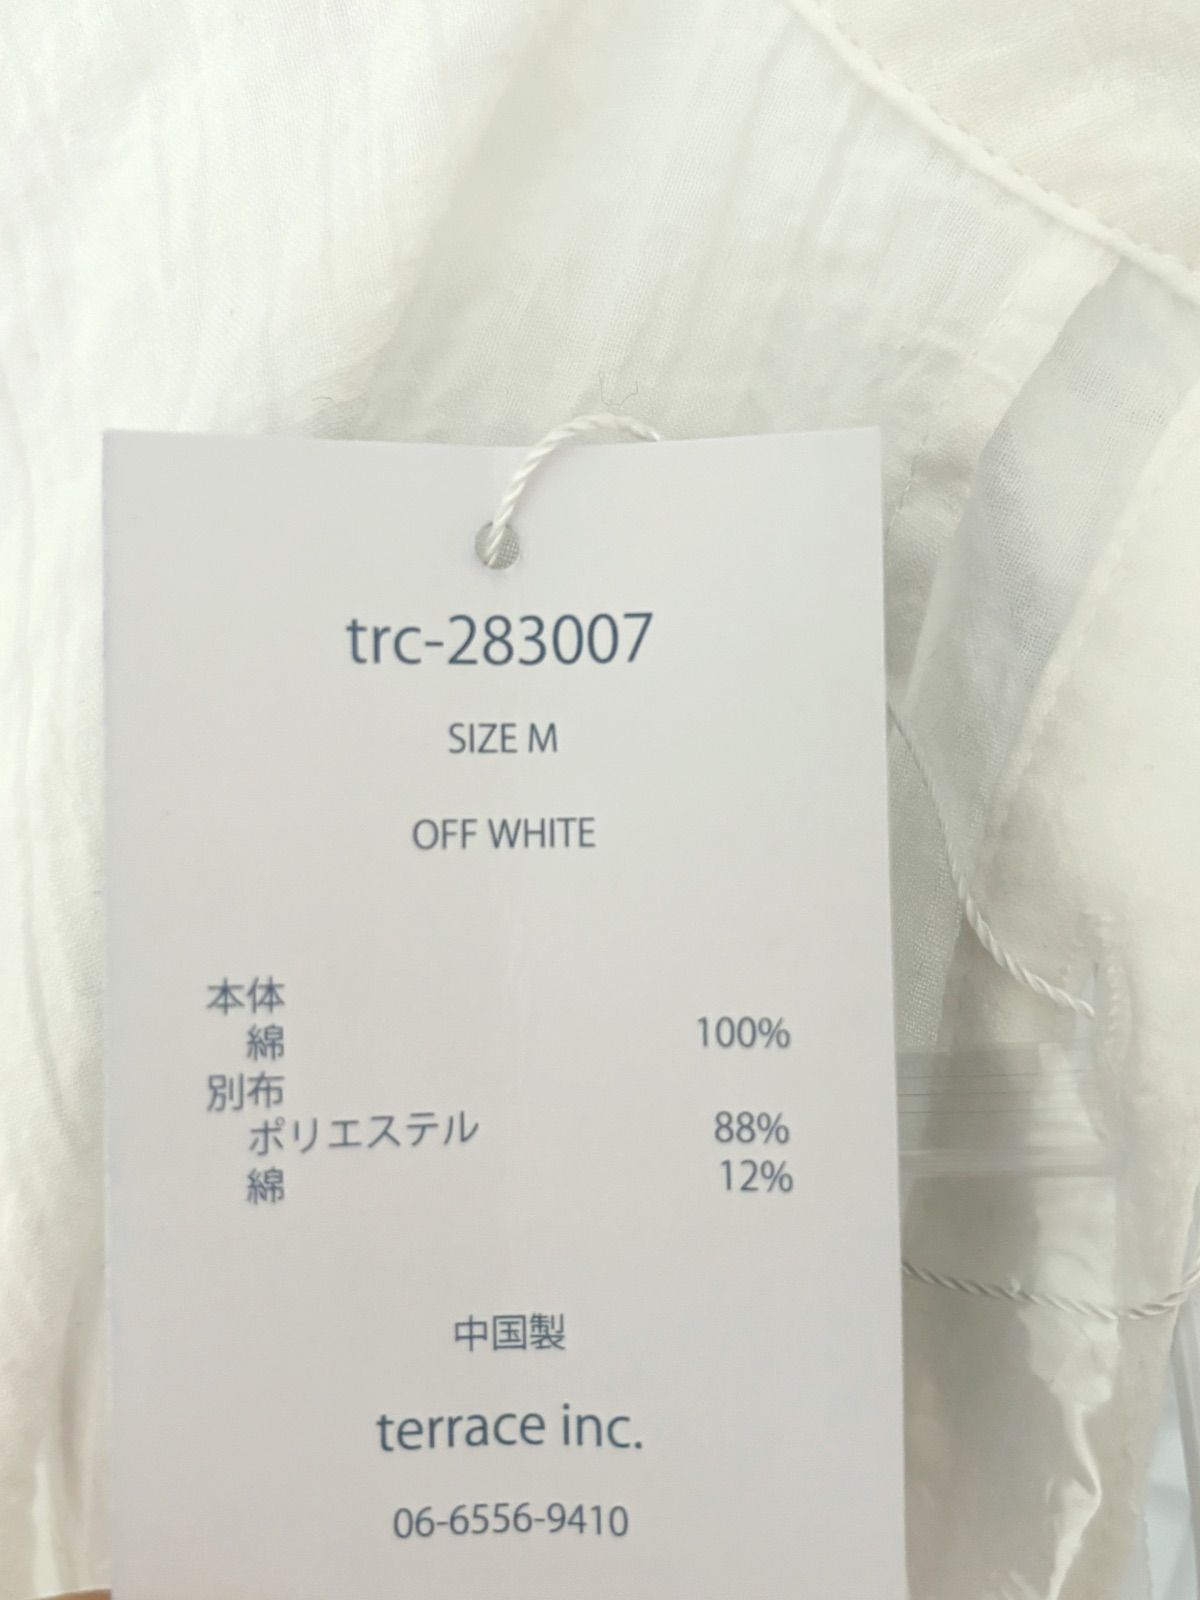 trc-283007
SIZE M
OFF WHITE
本体
綿 100%
別布
ポリエステル 88%
綿 12%
中国製
terrace inc.
06-6556-9410